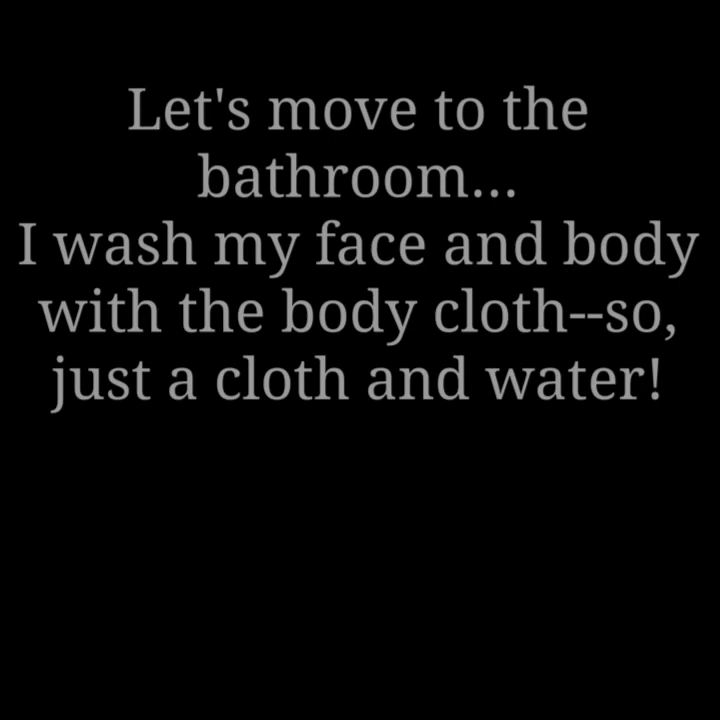 Let's move to the
bathroom...
I wash my face and body
with the body cloth--so,
just a cloth and water!